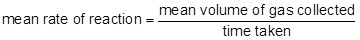 mean rate of reaction = mean volume of gas collected
time taken